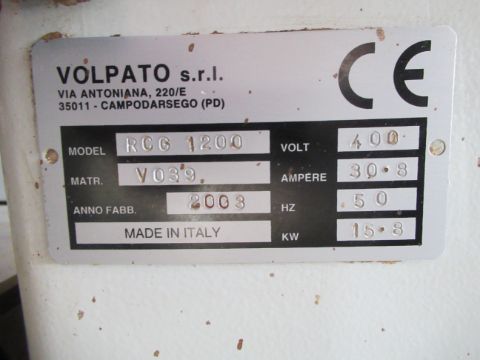 VOLPATO s.r.l.
VIA ANTONIANA, 220/E
35011 - CAMPODARSEGO (PD)
CE
MODEL RCG 1200 VOLT 400
MATR. V039 AMPERE 30.8
ANNO FABB. 2003 HZ 50
MADE IN ITALY KW 15.8